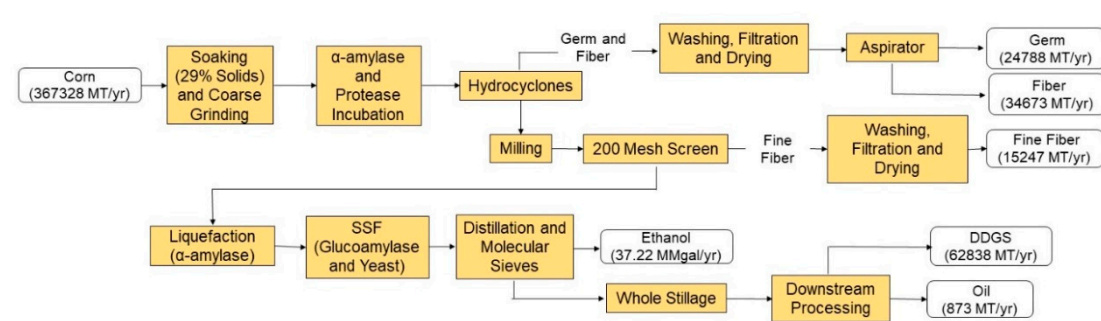 Corn
(367328 MT/yr)
Soaking
(29% Solids)
and Coarse
Grinding
α-amylase
and
Protease
Incubation
Hydrocyclones
Germ and
Fiber
Washing, Filtration
and Drying
Aspirator
Germ
(24788 MT/yr)
Fiber
(34673 MT/yr)
Milling
200 Mesh Screen
Fine
Fiber
Washing,
Filtration and
Drying
Fine Fiber
(15247 MT/yr)
Liquefaction
(α-amylase)
SSF
(Glucoamylase
and Yeast)
Distillation and
Molecular
Sieves
Ethanol
(37.22 MMgal/yr)
Whole Stillage
Downstream
Processing
DDGS
(62838 MT/yr)
Oil
(873 MT/yr)